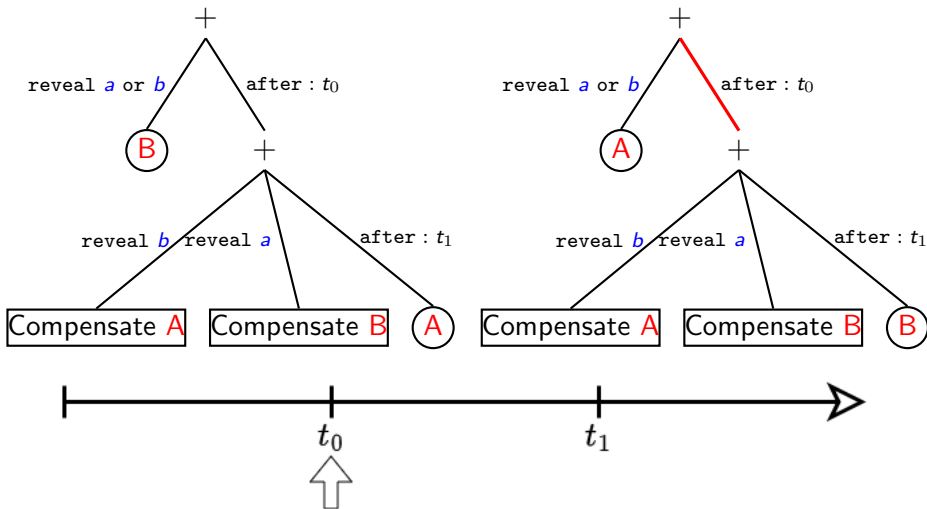 + +
reveal a or b after : t₀ reveal a or b after : t₀
B A
+ +
reveal b reveal a after : t₁ reveal b reveal a after : t₁
Compensate A Compensate B A Compensate A Compensate B B
t₀ t₁